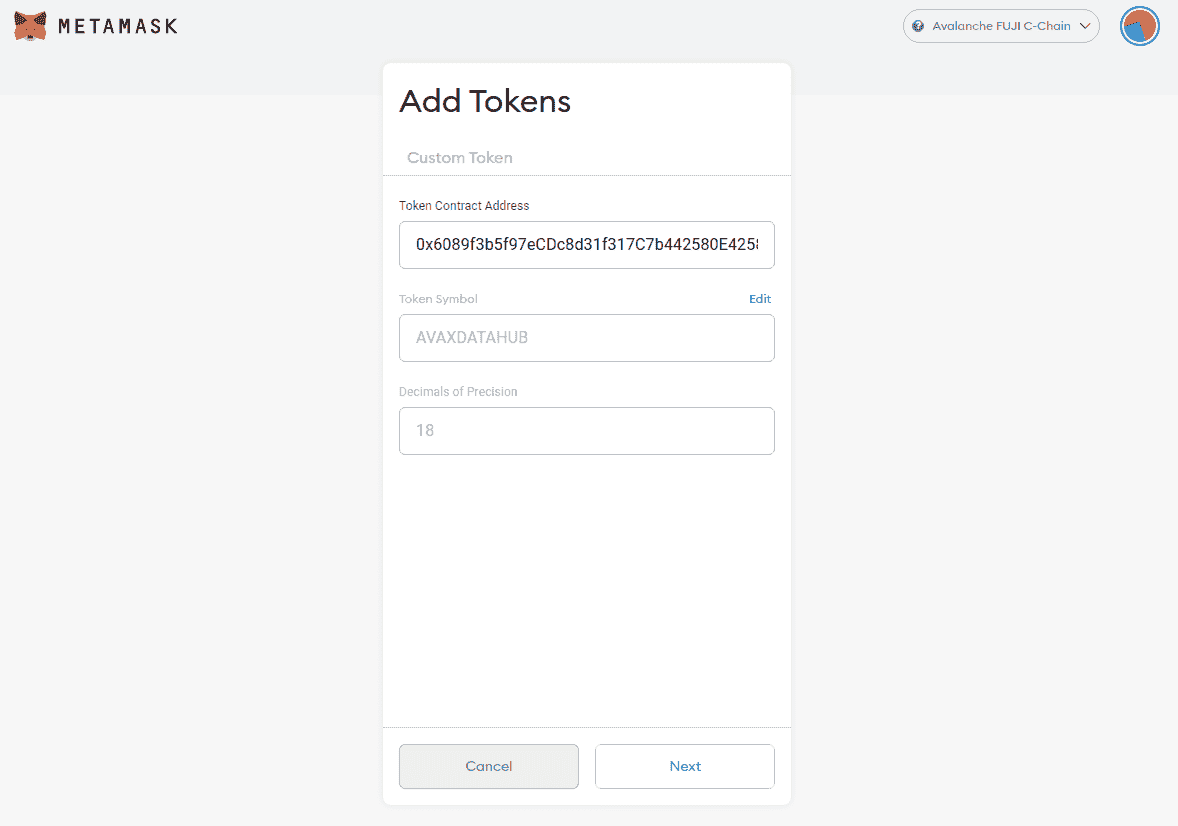 METAMASK
Avalanche FUJI C-Chain
Add Tokens
Custom Token
Token Contract Address
0x6089f3b5f97eCDc8d31f317C7b442580E425
Token Symbol
Edit
AVAXDATAHUB
Decimals of Precision
18
Cancel
Next